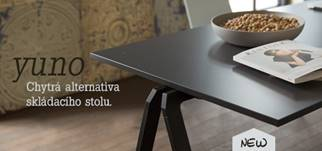 yuno
Chytrá alternativa
skládacího stolu.
NEW